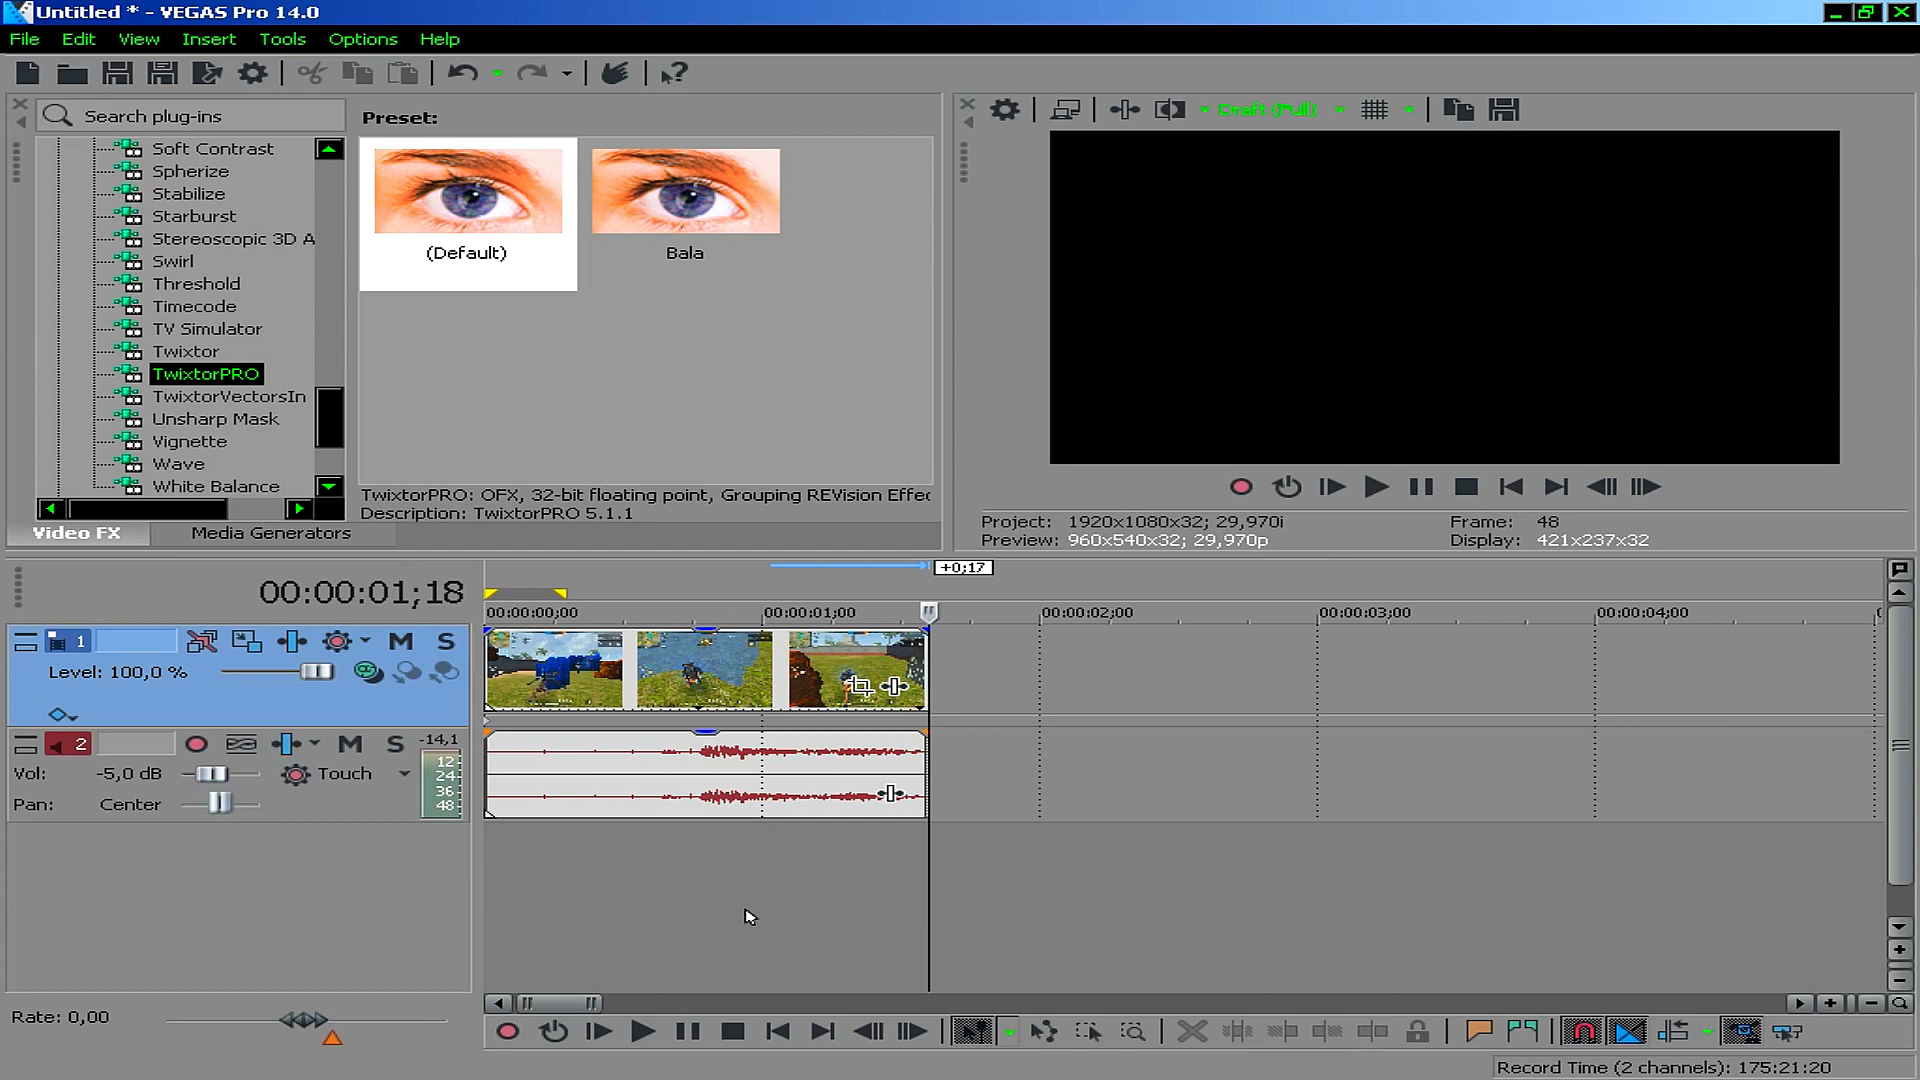 Untitled * - VEGAS Pro 14.0
File Edit View Insert Tools Options Help
Search plug-ins
Preset:
Soft Contrast
Spherize
Stabilize
Starburst
Stereoscopic 3D A
Swirl
Threshold
Timecode
TV Simulator
Twixtor
TwixtorPRO
TwixtorVectorsIn
Unsharp Mask
Vignette
Wave
White Balance
(Default)
Bala
TwixtorPRO: OFX, 32-bit floating point, Grouping REVision Effec
Description: TwixtorPRO 5.1.1
Video FX
Media Generators
Draft (Full)
Project: 1920x1080x32; 29,970i
Preview: 960x540x32; 29,970p
Frame: 48
Display: 421x237x32
+0;17
00:00:01;18
00:00:00;00
00:00:01;00
00:00:02;00
00:00:03;00
00:00:04;00
1
M S
Level: 100,0 %
2
M S -14,1
12
24
36
48
Vol: -5,0 dB
Touch
Pan: Center
Rate: 0,00
Record Time (2 channels): 175:21:20